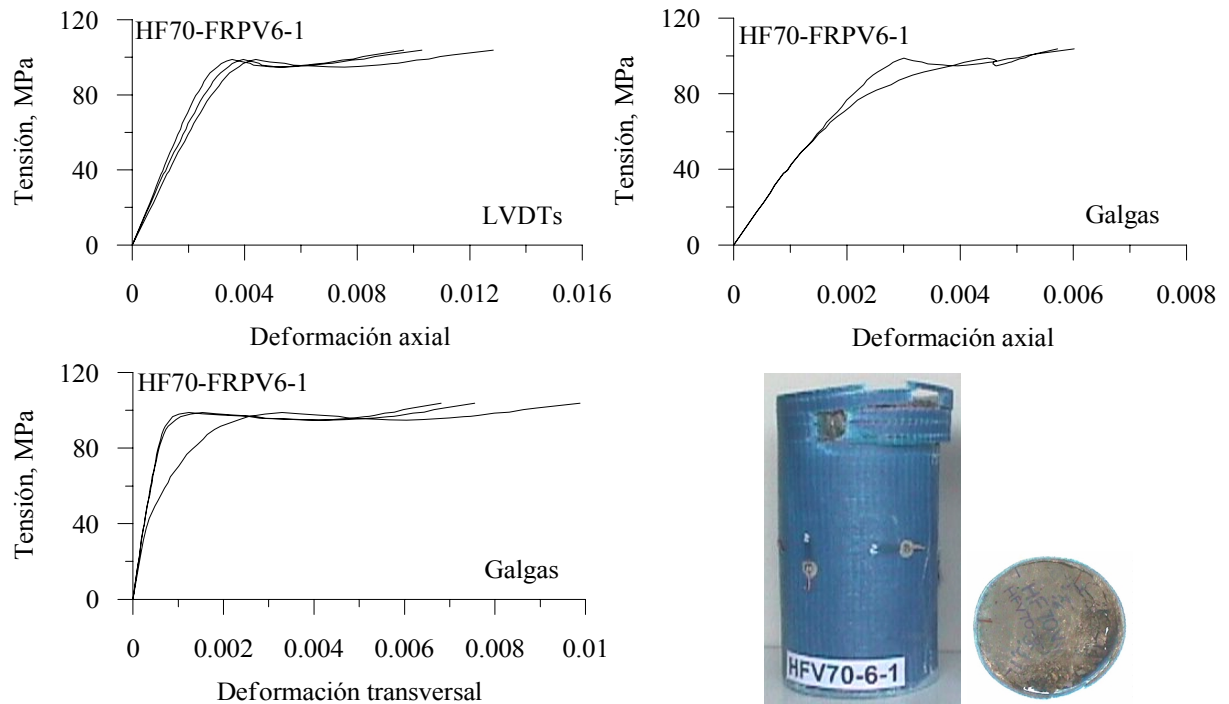 120
80
40
0
Tensión, MPa
HF70-FRPV6-1
LVDTs
0 0.004 0.008 0.012 0.016
Deformación axial
120
80
40
0
Tensión, MPa
HF70-FRPV6-1
Galgas
0 0.002 0.004 0.006 0.008
Deformación axial
120
80
40
0
Tensión, MPa
HF70-FRPV6-1
Galgas
0 0.002 0.004 0.006 0.008 0.01
Deformación transversal
HFV70-6-1